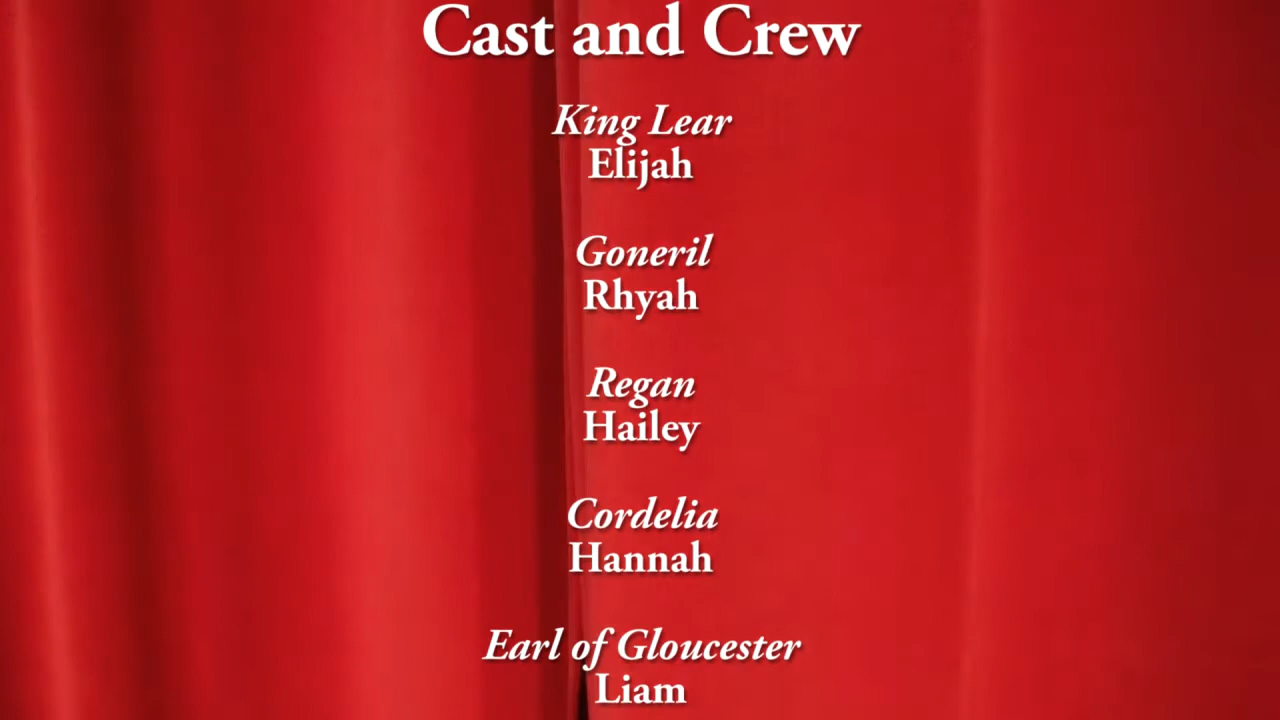 Cast and Crew
King Lear
Elijah
Goneril
Rhyah
Regan
Hailey
Cordelia
Hannah
Earl of Gloucester
Liam